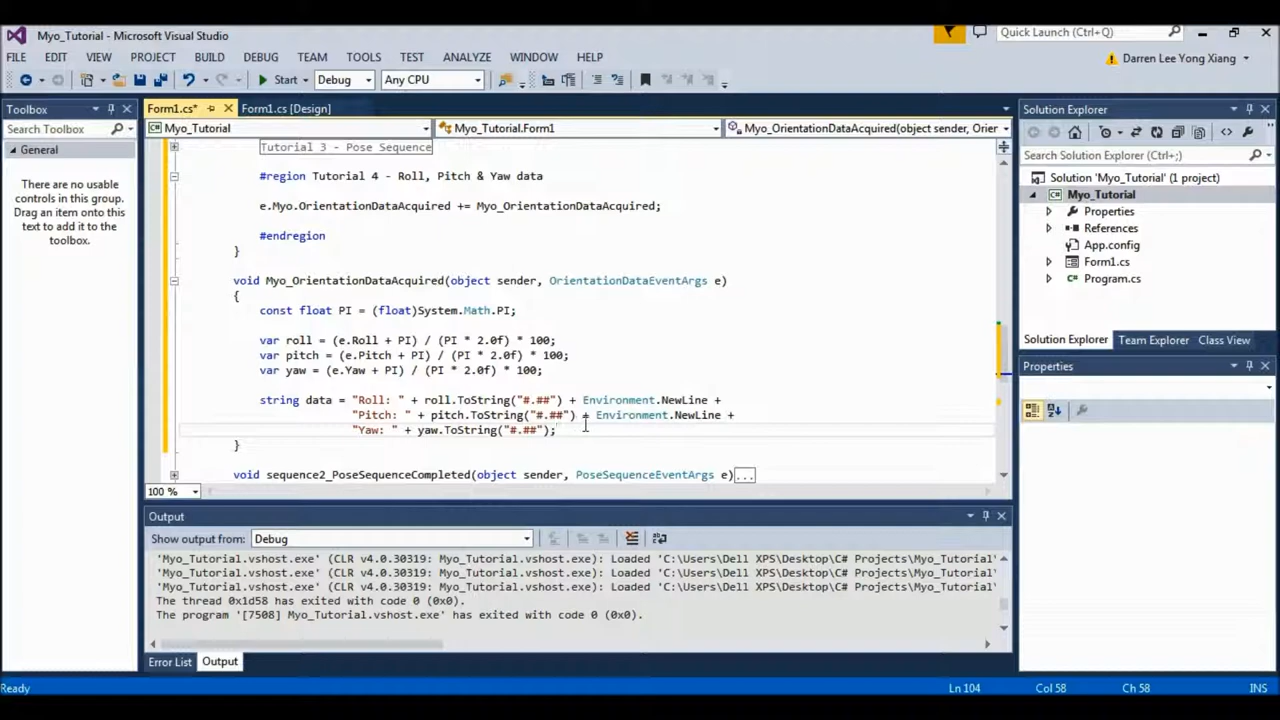 Myo_Tutorial - Microsoft Visual Studio
Quick Launch (Ctrl+Q)
FILE EDIT VIEW PROJECT BUILD DEBUG TEAM TOOLS TEST ANALYZE WINDOW HELP
Darren Lee Yong Xiang
Start Debug Any CPU
Toolbox
Search Toolbox
General
There are no usable
controls in this group.
Drag an item onto this
text to add it to the
toolbox.
Form1.cs* Form1.cs [Design]
Myo_Tutorial Myo_Tutorial.Form1 Myo_OrientationDataAcquired(object sender, Orier
Tutorial 3 - Pose Sequence
#region Tutorial 4 - Roll, Pitch & Yaw data
e.Myo.OrientationDataAcquired += Myo_OrientationDataAcquired;
#endregion
}
void Myo_OrientationDataAcquired(object sender, OrientationDataEventArgs e)
{
const float PI = (float)System.Math.PI;
var roll = (e.Roll + PI) / (PI * 2.0f) * 100;
var pitch = (e.Pitch + PI) / (PI * 2.0f) * 100;
var yaw = (e.Yaw + PI) / (PI * 2.0f) * 100;
string data = "Roll: " + roll.ToString("#.##") + Environment.NewLine +
"Pitch: " + pitch.ToString("#.##") + Environment.NewLine +
"Yaw: " + yaw.ToString("#.##");
}
void sequence2_PoseSequenceCompleted(object sender, PoseSequenceEventArgs e)...
100 %
Output
Show output from: Debug
'Myo_Tutorial.vshost.exe' (CLR v4.0.30319: Myo_Tutorial.vshost.exe): Loaded 'C:\Users\Dell XPS\Desktop\C# Projects\Myo_Tutorial'
'Myo_Tutorial.vshost.exe' (CLR v4.0.30319: Myo_Tutorial.vshost.exe): Loaded 'C:\Users\Dell XPS\Desktop\C# Projects\Myo_Tutorial'
'Myo_Tutorial.vshost.exe' (CLR v4.0.30319: Myo_Tutorial.vshost.exe): Loaded 'C:\Users\Dell XPS\Desktop\C# Projects\Myo_Tutorial'
The thread 0x1d58 has exited with code 0 (0x0).
The program '[7508] Myo_Tutorial.vshost.exe' has exited with code 0 (0x0).
Error List Output
Solution Explorer
Search Solution Explorer (Ctrl+;)
Solution 'Myo_Tutorial' (1 project)
Myo_Tutorial
Properties
References
App.config
Form1.cs
Program.cs
Solution Explorer Team Explorer Class View
Properties
Ready Ln 104 Col 58 Ch 58 INS